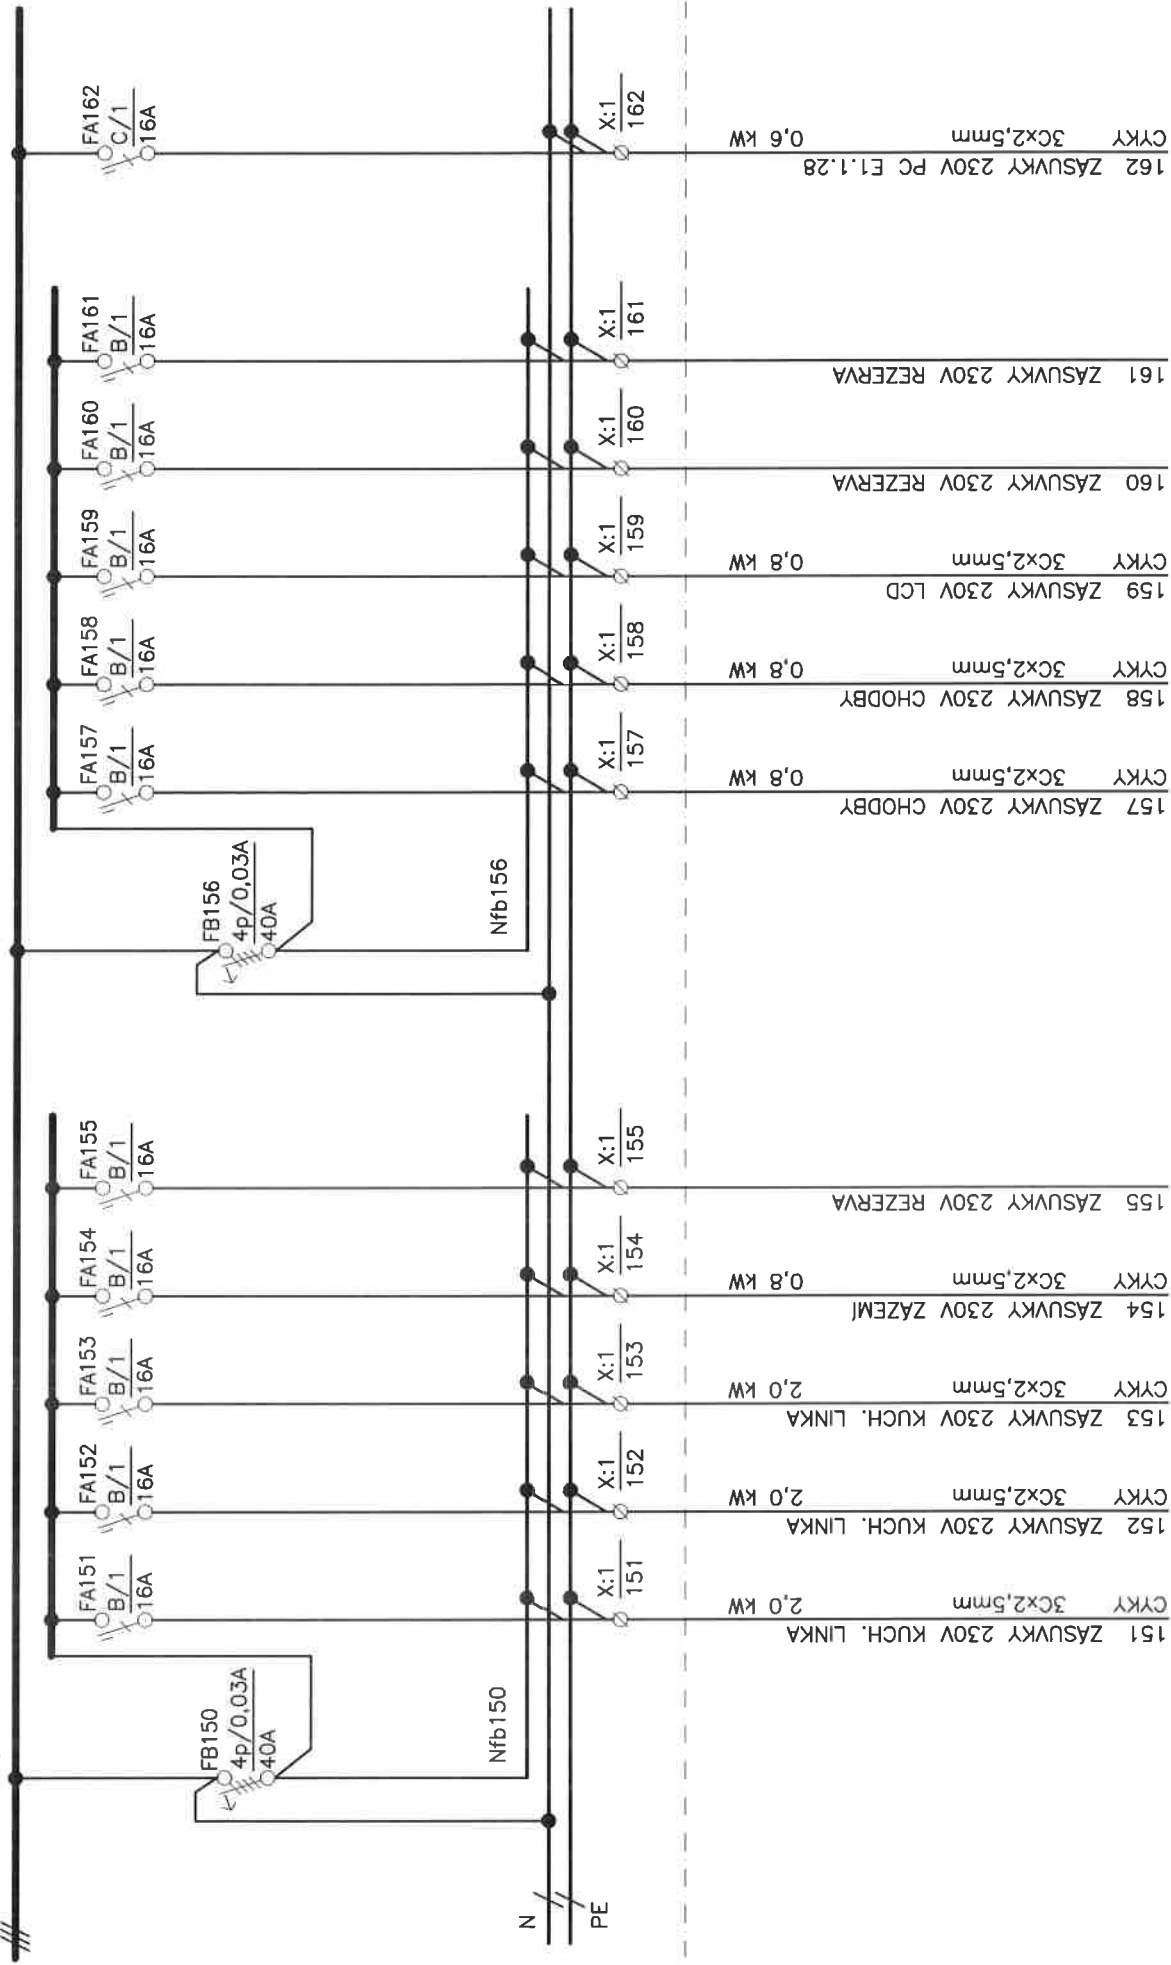 FB150
4p/0,03A
40A
Nfb150
N
PE
FA151
B/1
16A
X:1
151
151 ZÁSUVKY 230V KUCH. LINKA
CYKY 3Cx2,5mm 2,0 kW
FA152
B/1
16A
X:1
152
152 ZÁSUVKY 230V KUCH. LINKA
CYKY 3Cx2,5mm 2,0 kW
FA153
B/1
16A
X:1
153
153 ZÁSUVKY 230V KUCH. LINKA
CYKY 3Cx2,5mm 2,0 kW
FA154
B/1
16A
X:1
154
154 ZÁSUVKY 230V ZÁZEMÍ
CYKY 3Cx2,5mm 0,8 kW
FA155
B/1
16A
X:1
155
155 ZÁSUVKY 230V REZERVA
FB156
4p/0,03A
40A
Nfb156
FA157
B/1
16A
X:1
157
157 ZÁSUVKY 230V CHODBY
CYKY 3Cx2,5mm 0,8 kW
FA158
B/1
16A
X:1
158
158 ZÁSUVKY 230V CHODBY
CYKY 3Cx2,5mm 0,8 kW
FA159
B/1
16A
X:1
159
159 ZÁSUVKY 230V LCD
CYKY 3Cx2,5mm 0,8 kW
FA160
B/1
16A
X:1
160
160 ZÁSUVKY 230V REZERVA
FA161
B/1
16A
X:1
161
161 ZÁSUVKY 230V REZERVA
FA162
C/1
16A
X:1
162
162 ZÁSUVKY 230V PC E1.1.28
CYKY 3Cx2,5mm 0,6 kW